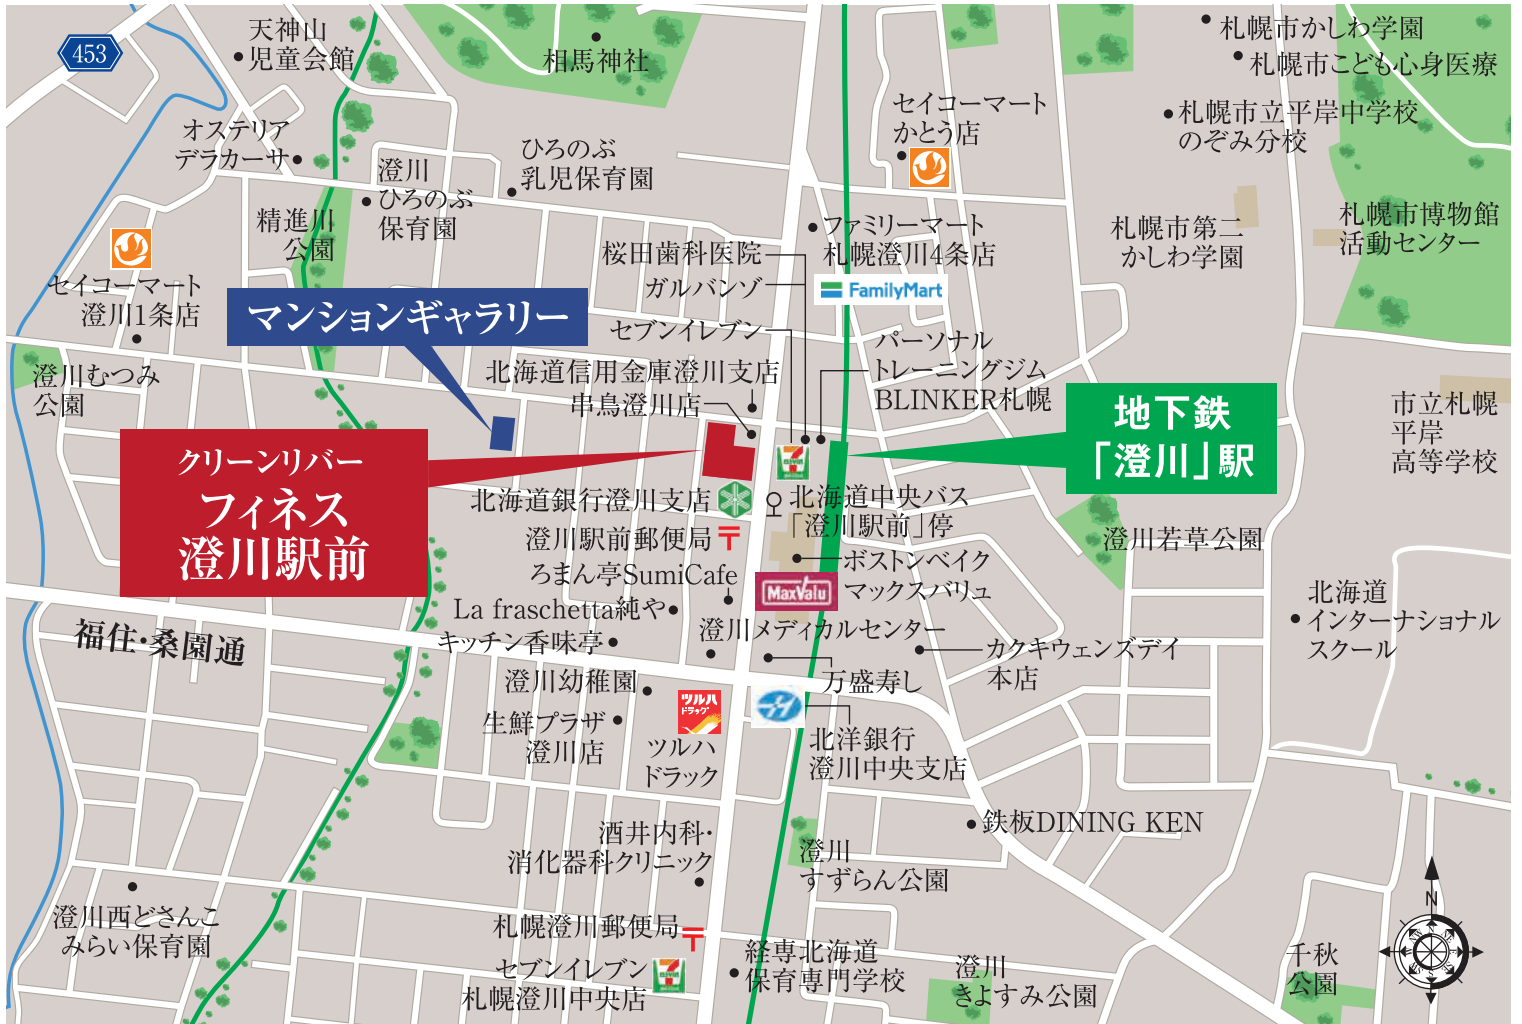 453
天神山
児童会館
相馬神社
札幌市かしわ学園
札幌市こども心身医療
オステリア
デラカーサ
澄川
ひろのぶ
保育園
ひろのぶ
乳児保育園
セイコーマート
かとう店
札幌市立平岸中学校
のぞみ分校
精進川
公園
セイコーマート
澄川1条店
桜田歯科医院
ガルバンゾ
セブンイレブン
ファミリーマート
札幌澄川4条店
FamilyMart
札幌市第二
かしわ学園
札幌市博物館
活動センター
マンションギャラリー
澄川むつみ
公園
北海道信用金庫澄川支店
串鳥澄川店
パーソナル
トレーニングジム
BLINKER札幌
地下鉄
「澄川」駅
市立札幌
平岸
高等学校
クリーンリバー
フィネス
澄川駅前
北海道銀行澄川支店
澄川駅前郵便局
ろまん亭SumiCafe
La fraschetta純や
キッチン香味亭
北海道中央バス
「澄川駅前」停
ボストンベイク
MaxValu
マックスバリュ
澄川メディカルセンター
澄川若草公園
北海道
インターナショナル
スクール
カクキウェンズデイ
本店
福住・桑園通
澄川幼稚園
生鮮プラザ
澄川店
ツルハ
ドラッグ
ツルハ
ドラック
万盛寿し
北洋銀行
澄川中央支店
鉄板DINING KEN
酒井内科・
消化器科クリニック
澄川
すずらん公園
澄川西どさんこ
みらい保育園
札幌澄川郵便局
セブンイレブン
札幌澄川中央店
経専北海道
保育専門学校
澄川
きよすみ公園
千秋
公園
N